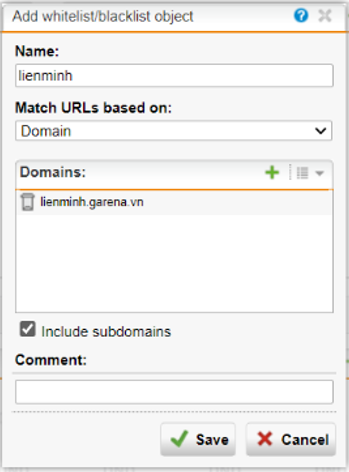 Add whitelist/blacklist object
Name:
lienminh
Match URLs based on:
Domain
Domains:
lienminh.garena.vn
Include subdomains
Comment:
Save Cancel